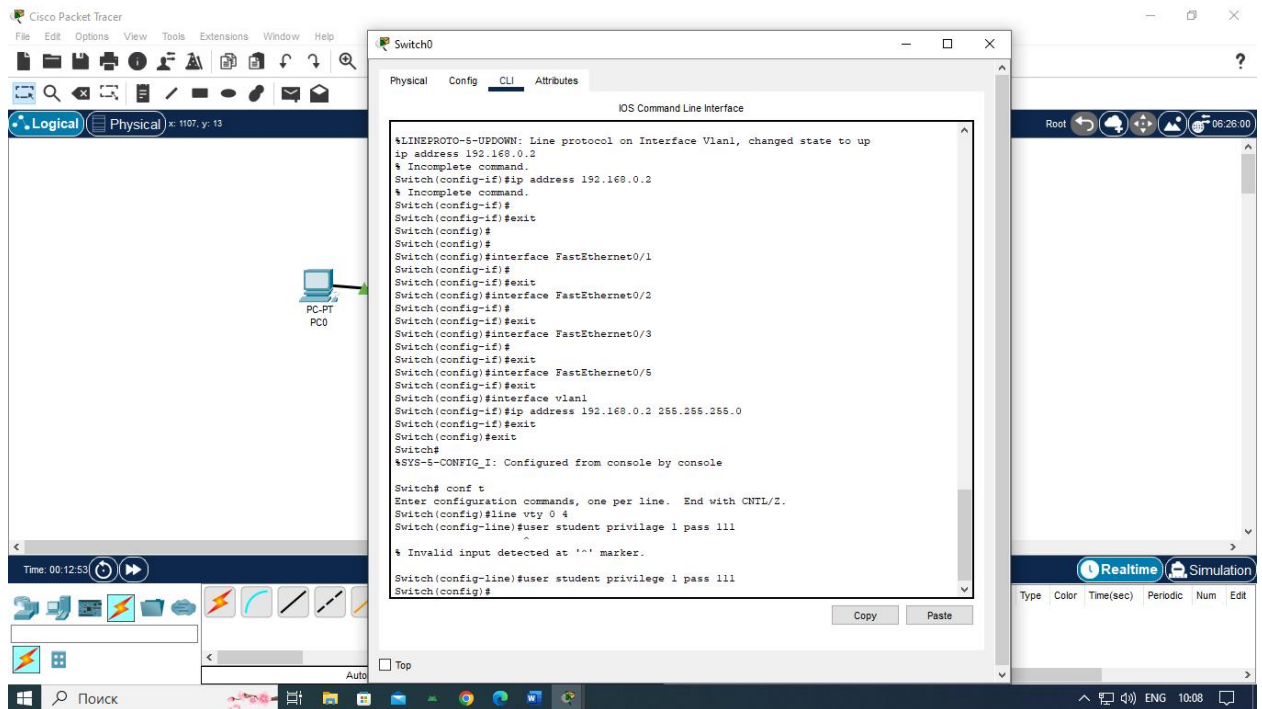 Cisco Packet Tracer
File Edit Options View Tools Extensions Window Help
?
Logical Physical x: 1107, y: 13
Root 06:26:00
PC-PT
PC0
Switch0
Physical Config CLI Attributes
IOS Command Line Interface
%LINEPROTO-5-UPDOWN: Line protocol on Interface Vlan1, changed state to up
ip address 192.168.0.2
% Incomplete command.
Switch(config-if)#ip address 192.168.0.2
% Incomplete command.
Switch(config-if)#
Switch(config-if)#exit
Switch(config)#
Switch(config)#
Switch(config)#interface FastEthernet0/1
Switch(config-if)#
Switch(config-if)#exit
Switch(config)#interface FastEthernet0/2
Switch(config-if)#
Switch(config-if)#exit
Switch(config)#interface FastEthernet0/3
Switch(config-if)#
Switch(config-if)#exit
Switch(config)#interface FastEthernet0/5
Switch(config-if)#exit
Switch(config)#interface vlan1
Switch(config-if)#ip address 192.168.0.2 255.255.255.0
Switch(config-if)#exit
Switch(config)#exit
Switch#
%SYS-5-CONFIG_I: Configured from console by console
Switch# conf t
Enter configuration commands, one per line. End with CNTL/Z.
Switch(config)#line vty 0 4
Switch(config-line)#user student privilage 1 pass 111
^
% Invalid input detected at '^' marker.
Switch(config-line)#user student privilege 1 pass 111
Switch(config)#
Copy Paste
Top
Time: 00:12:53
Realtime Simulation
Type Color Time(sec) Periodic Num Edit
Auto
Поиск
ENG 10:08